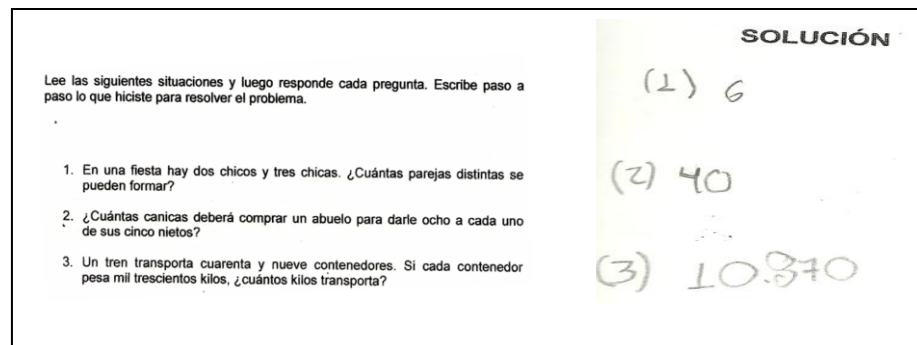 SOLUCIÓN
Lee las siguientes situaciones y luego responde cada pregunta. Escribe paso a
paso lo que hiciste para resolver el problema.
1. En una fiesta hay dos chicos y tres chicas. ¿Cuántas parejas distintas se
pueden formar?
2. ¿Cuántas canicas deberá comprar un abuelo para darle ocho a cada uno
de sus cinco nietos?
3. Un tren transporta cuarenta y nueve contenedores. Si cada contenedor
pesa mil trescientos kilos, ¿cuántos kilos transporta?
(1) 6
(2) 40
(3) 10.870